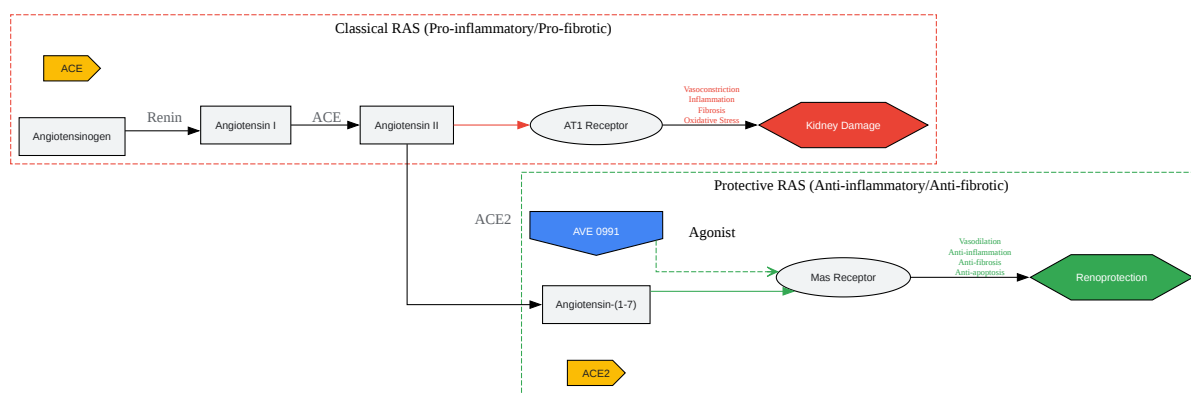 Classical RAS (Pro-inflammatory/Pro-fibrotic)
ACE
Angiotensinogen
Renin
Angiotensin I
ACE
Angiotensin II
AT1 Receptor
Vasoconstriction
Inflammation
Fibrosis
Oxidative Stress
Kidney Damage
Protective RAS (Anti-inflammatory/Anti-fibrotic)
ACE2
AVE 0991
Agonist
Mas Receptor
Vasodilation
Anti-inflammation
Anti-fibrosis
Anti-apoptosis
Renoprotection
Angiotensin-(1-7)
ACE2